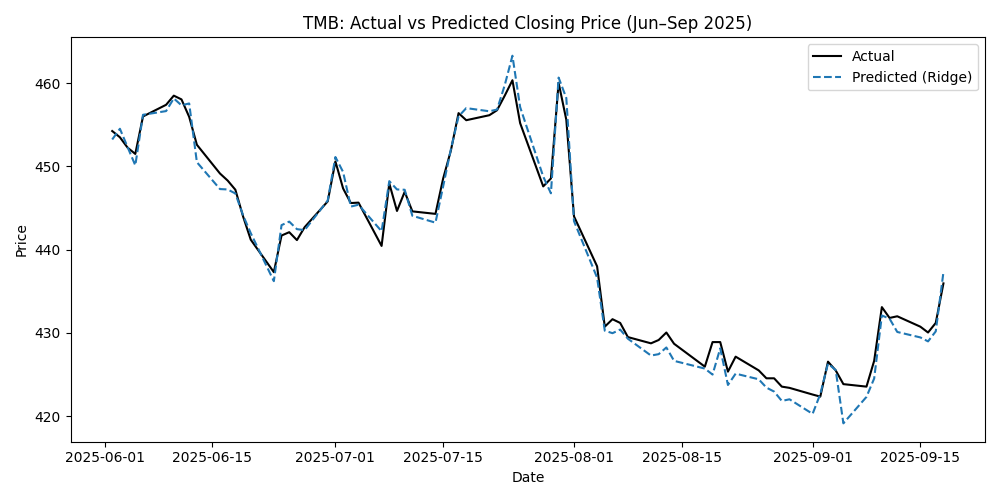 TMB: Actual vs Predicted Closing Price (Jun–Sep 2025)
Actual
Predicted (Ridge)
Price
460
450
440
430
420
2025-06-01 2025-06-15 2025-07-01 2025-07-15 2025-08-01 2025-08-15 2025-09-01 2025-09-15
Date